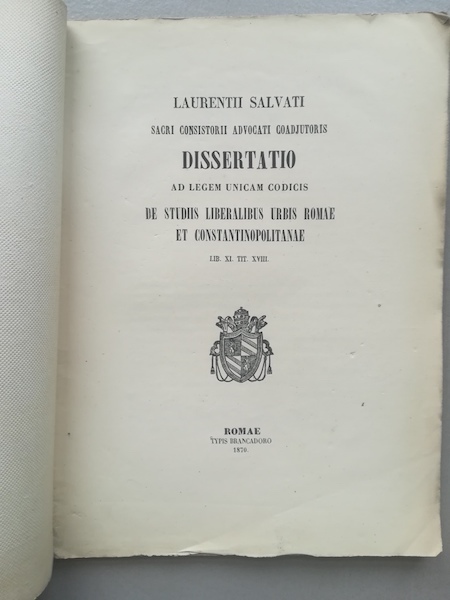 LAURENTII SALVATI
SACRI CONSISTORII ADVOCATI COADJUTORIS
DISSERTATIO
AD LEGEM UNICAM CODICIS
DE STUDIIS LIBERALIBUS URBIS ROMAE
ET CONSTANTINOPOLITANAE
LIB. XI. TIT. XVIII.
ROMAE
TYPIS BRANCADORO
1870.